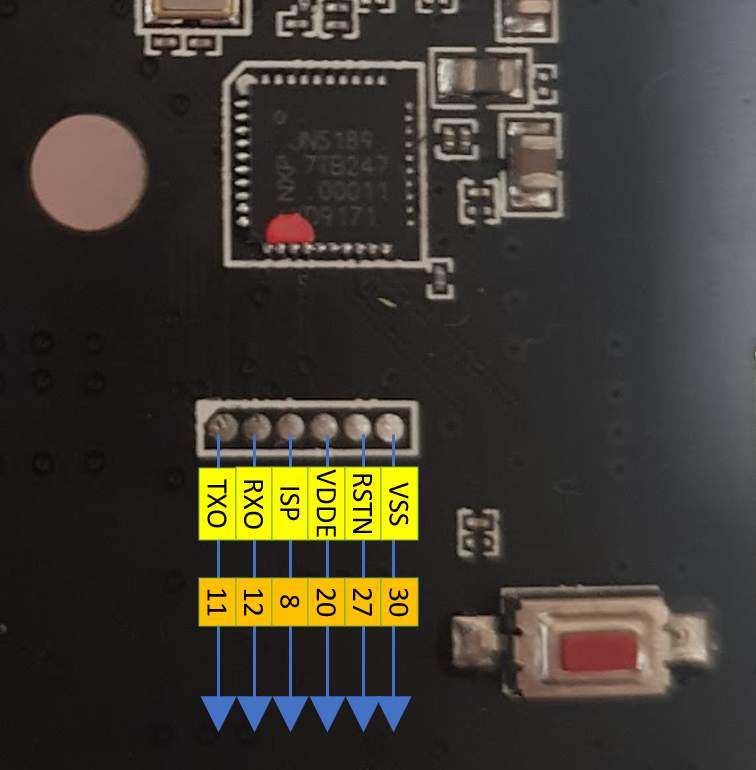 JN5189
7TB247
00011
09171
TXO
RXO
ISP
VDDE
RSTN
VSS
11
12
8
20
27
30